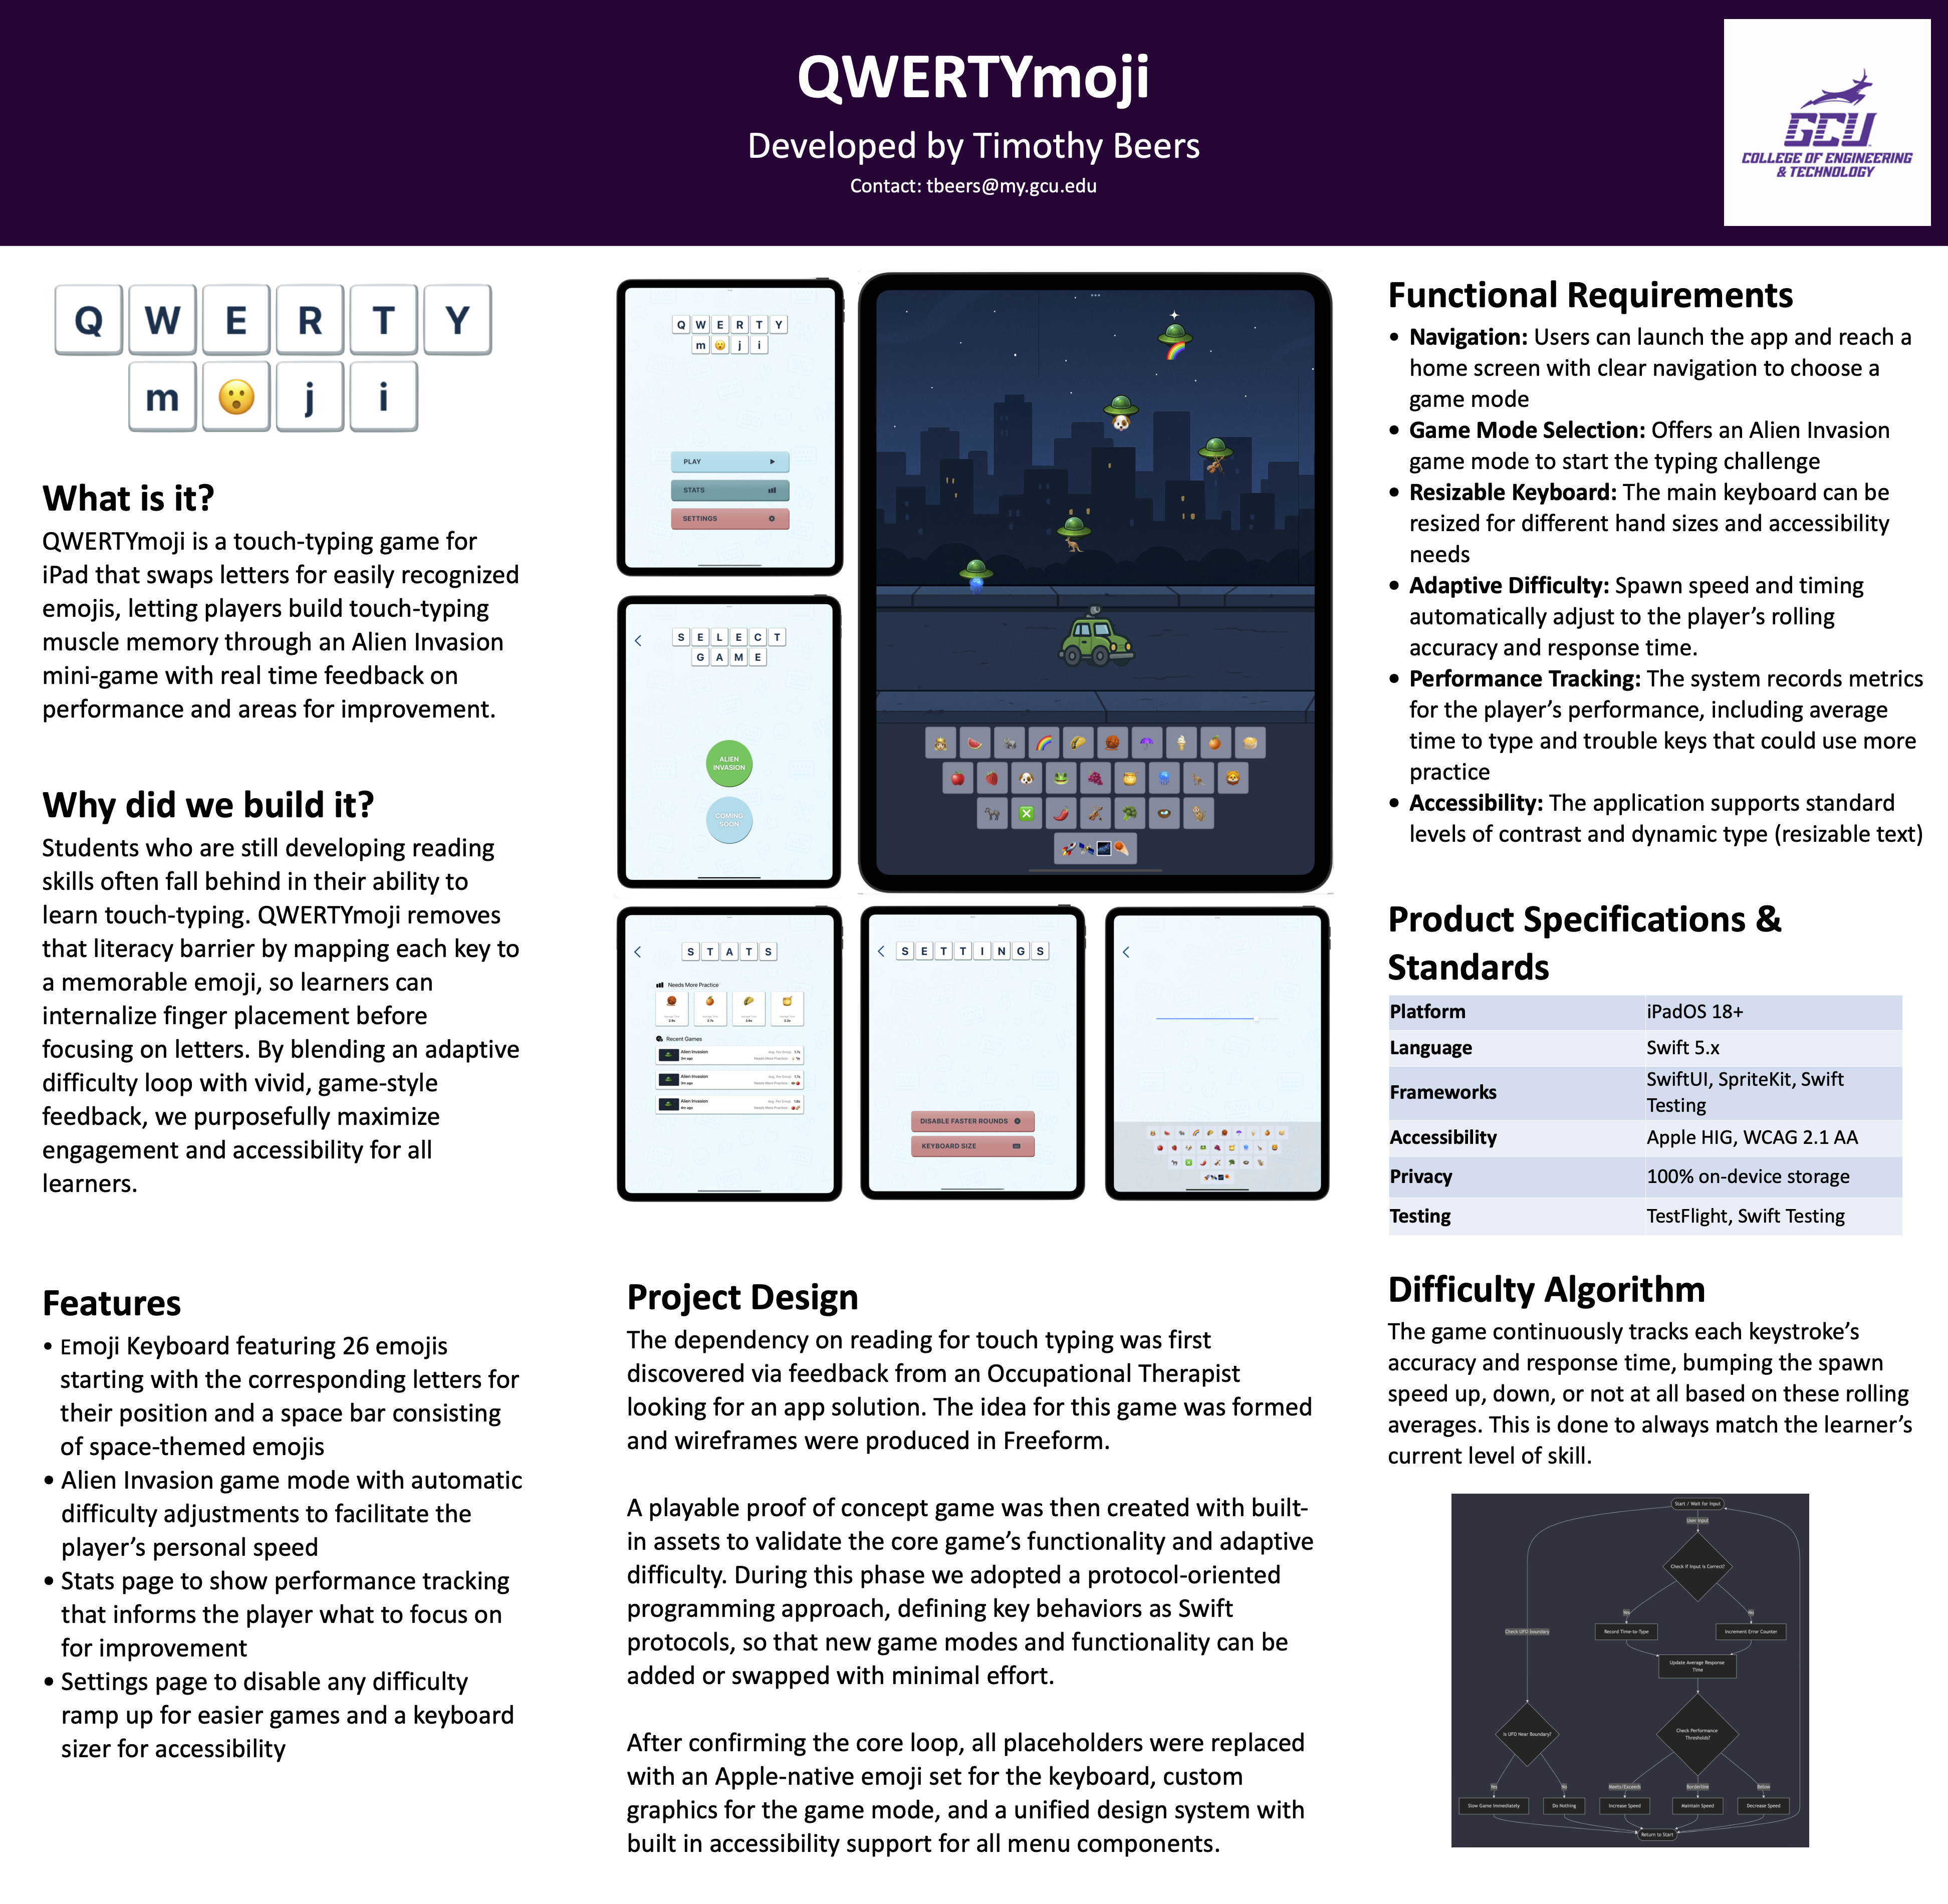 QWERTYmoji
Developed by Timothy Beers
Contact: tbeers@my.gcu.edu
GCU
COLLEGE OF ENGINEERING
& TECHNOLOGY
Q W E R T Y
m j i
What is it?
QWERTYmoji is a touch-typing game for
iPad that swaps letters for easily recognized
emojis, letting players build touch-typing
muscle memory through an Alien Invasion
mini-game with real time feedback on
performance and areas for improvement.
Why did we build it?
Students who are still developing reading
skills often fall behind in their ability to
learn touch-typing. QWERTYmoji removes
that literacy barrier by mapping each key to
a memorable emoji, so learners can
internalize finger placement before
focusing on letters. By blending an adaptive
difficulty loop with vivid, game-style
feedback, we purposefully maximize
engagement and accessibility for all
learners.
Features
• Emoji Keyboard featuring 26 emojis
starting with the corresponding letters for
their position and a space bar consisting
of space-themed emojis
• Alien Invasion game mode with automatic
difficulty adjustments to facilitate the
player's personal speed
• Stats page to show performance tracking
that informs the player what to focus on
for improvement
• Settings page to disable any difficulty
ramp up for easier games and a keyboard
sizer for accessibility
Q W E R T Y
m j i
PLAY
STATS
SETTINGS
S E L E C T
G A M E
ALIEN
INVASION
COMING
SOON
S T A T S
Needs More Practice
Recent Games
Alien Invasion
Alien Invasion
Alien Invasion
S E T T I N G S
DISABLE FASTER ROUNDS
KEYBOARD SIZE
Project Design
The dependency on reading for touch typing was first
discovered via feedback from an Occupational Therapist
looking for an app solution. The idea for this game was formed
and wireframes were produced in Freeform.
A playable proof of concept game was then created with built-
in assets to validate the core game's functionality and adaptive
difficulty. During this phase we adopted a protocol-oriented
programming approach, defining key behaviors as Swift
protocols, so that new game modes and functionality can be
added or swapped with minimal effort.
After confirming the core loop, all placeholders were replaced
with an Apple-native emoji set for the keyboard, custom
graphics for the game mode, and a unified design system with
built in accessibility support for all menu components.
Functional Requirements
• Navigation: Users can launch the app and reach a
home screen with clear navigation to choose a
game mode
• Game Mode Selection: Offers an Alien Invasion
game mode to start the typing challenge
• Resizable Keyboard: The main keyboard can be
resized for different hand sizes and accessibility
needs
• Adaptive Difficulty: Spawn speed and timing
automatically adjust to the player's rolling
accuracy and response time.
• Performance Tracking: The system records metrics
for the player's performance, including average
time to type and trouble keys that could use more
practice
• Accessibility: The application supports standard
levels of contrast and dynamic type (resizable text)
Product Specifications &
Standards
Platform iPadOS 18+
Language Swift 5.x
Frameworks SwiftUI, SpriteKit, Swift
Testing
Accessibility Apple HIG, WCAG 2.1 AA
Privacy 100% on-device storage
Testing TestFlight, Swift Testing
Difficulty Algorithm
The game continuously tracks each keystroke's
accuracy and response time, bumping the spawn
speed up, down, or not at all based on these rolling
averages. This is done to always match the learner's
current level of skill.
Start / Wait for Input
User Input
Check If Input Is Correct?
Yes No
Check UFO boundary
Record Time-to-Type
Increment Error Counter
Update Average Response
Time
Is UFO Near Boundary?
Check Performance
Thresholds?
Yes No Meets/Exceeds Borderline Below
Slow Game Immediately
Do Nothing
Increase Speed
Maintain Speed
Decrease Speed
Return to Start